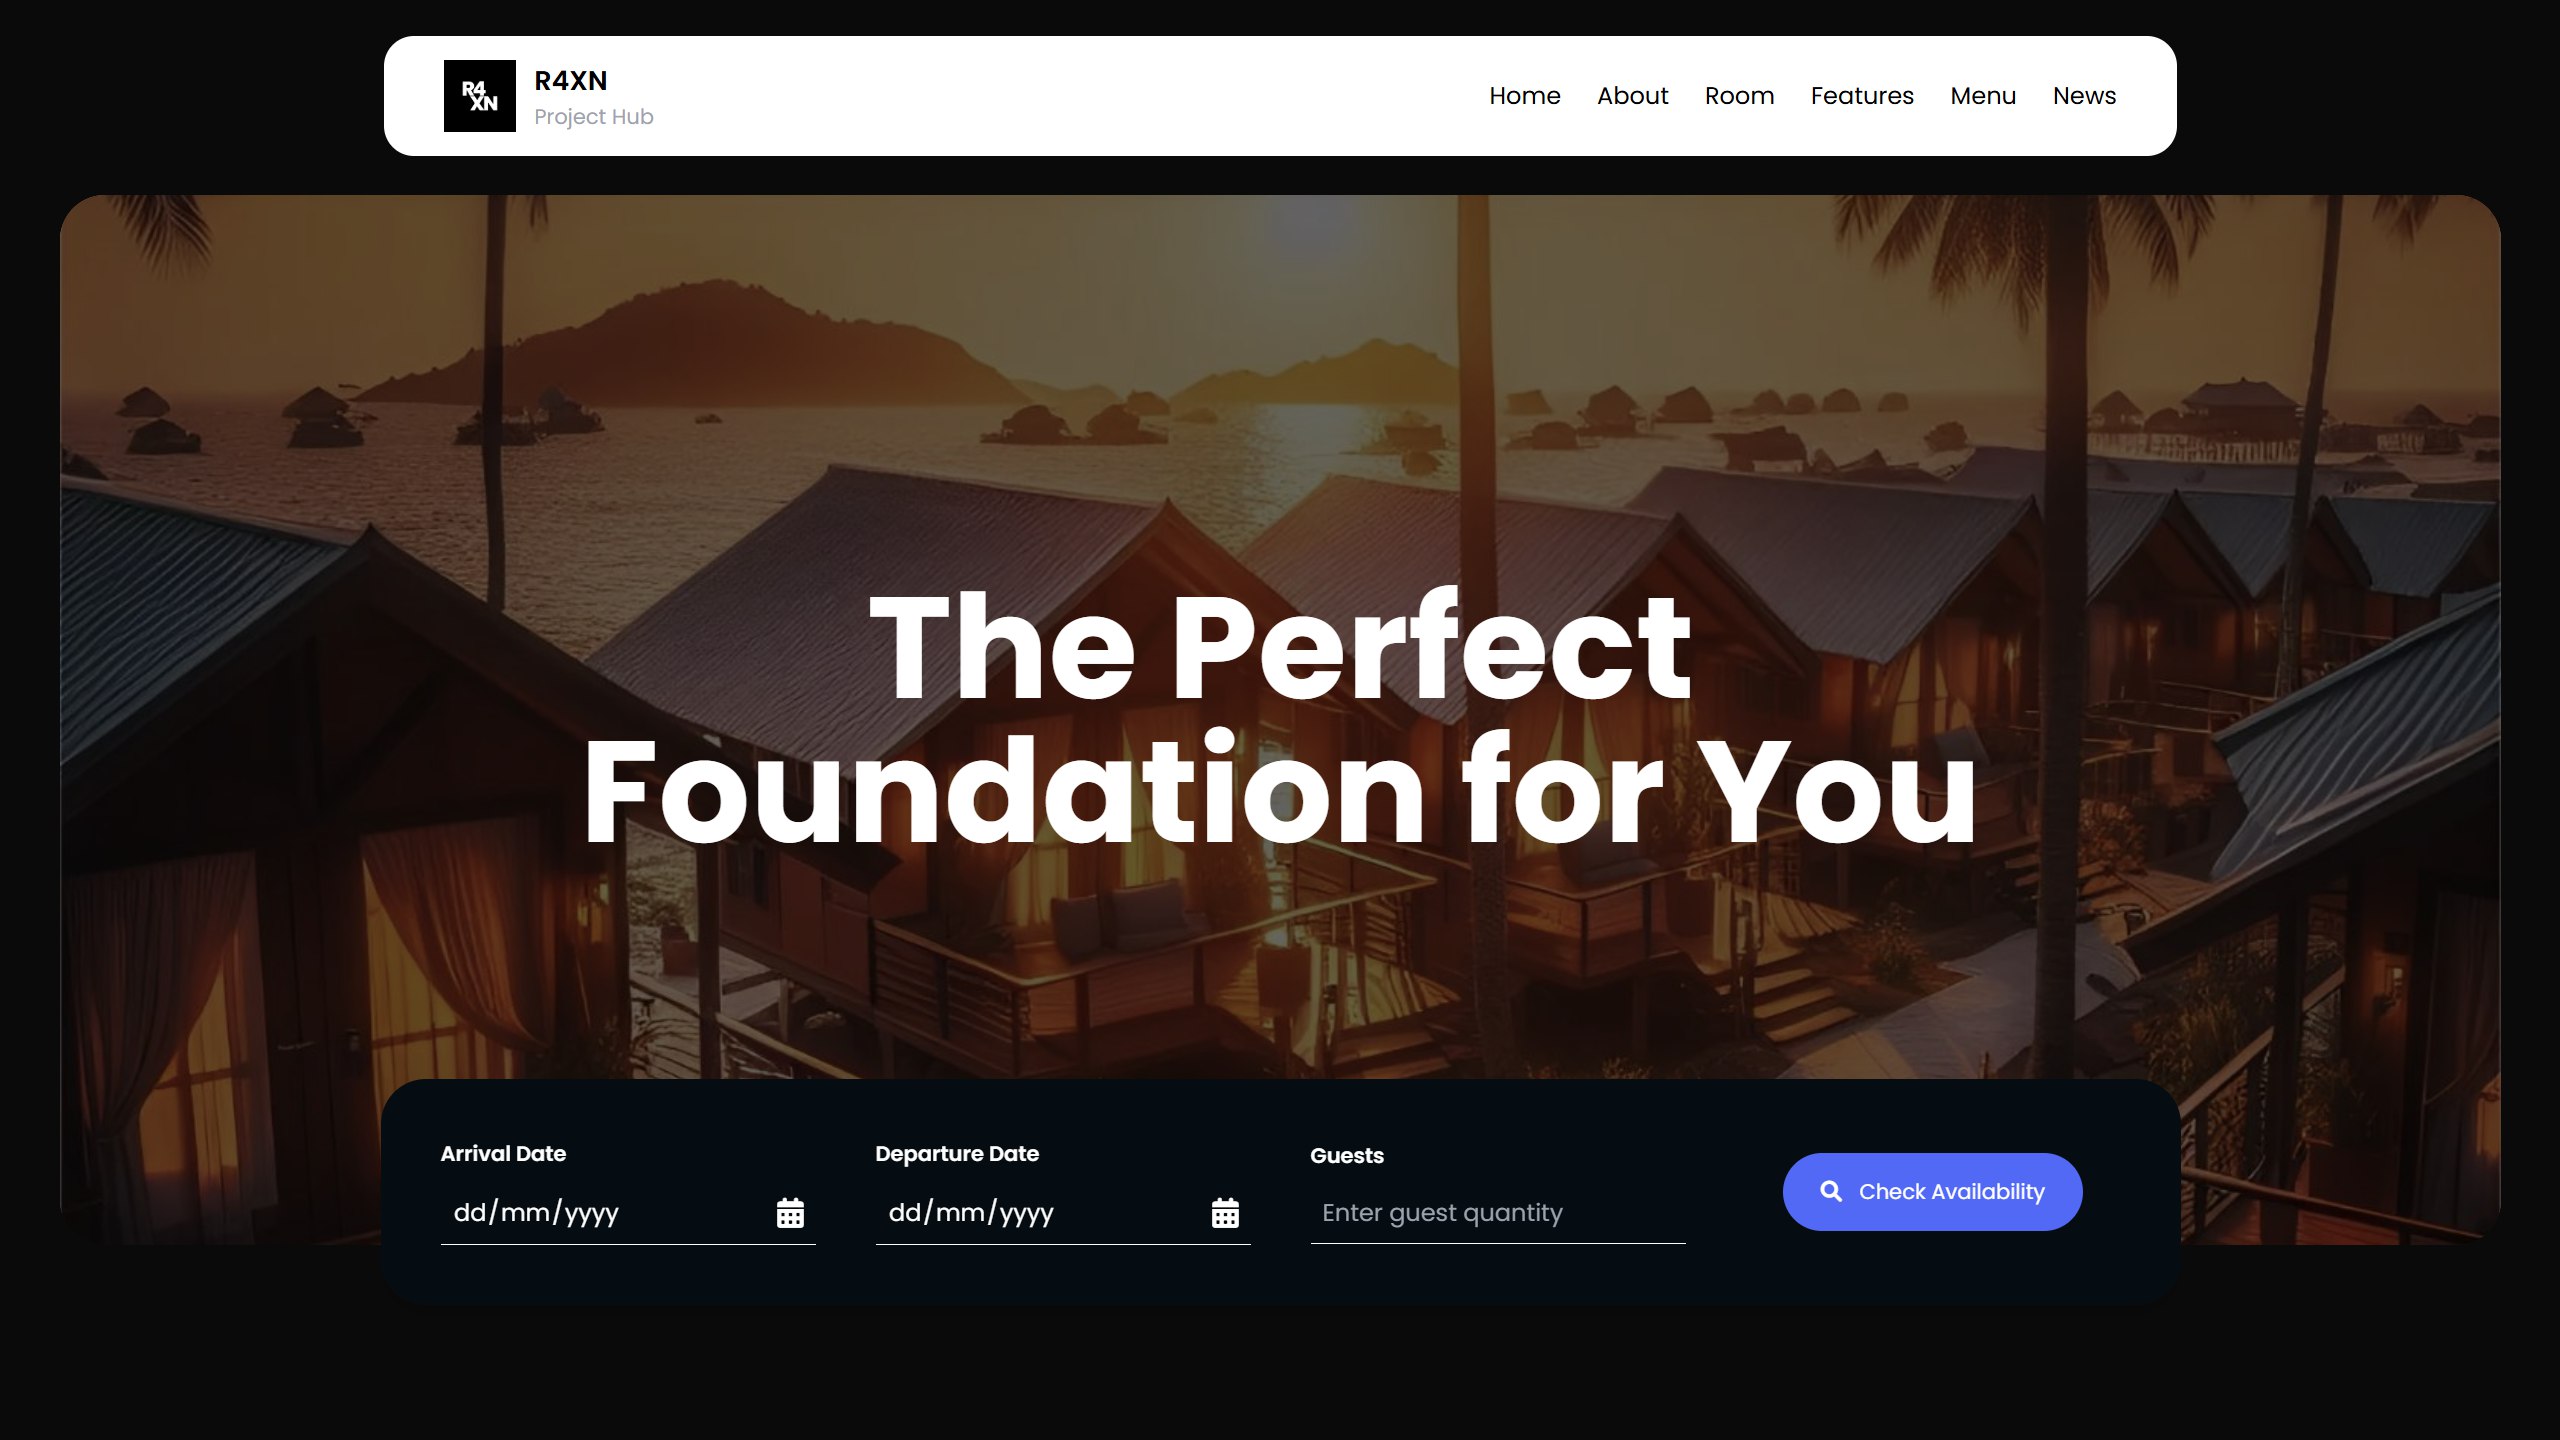 R4
XN
R4XN
Project Hub
Home About Room Features Menu News
The Perfect
Foundation for You
Arrival Date Departure Date Guests
dd/mm/yyyy dd/mm/yyyy Enter guest quantity
Check Availability